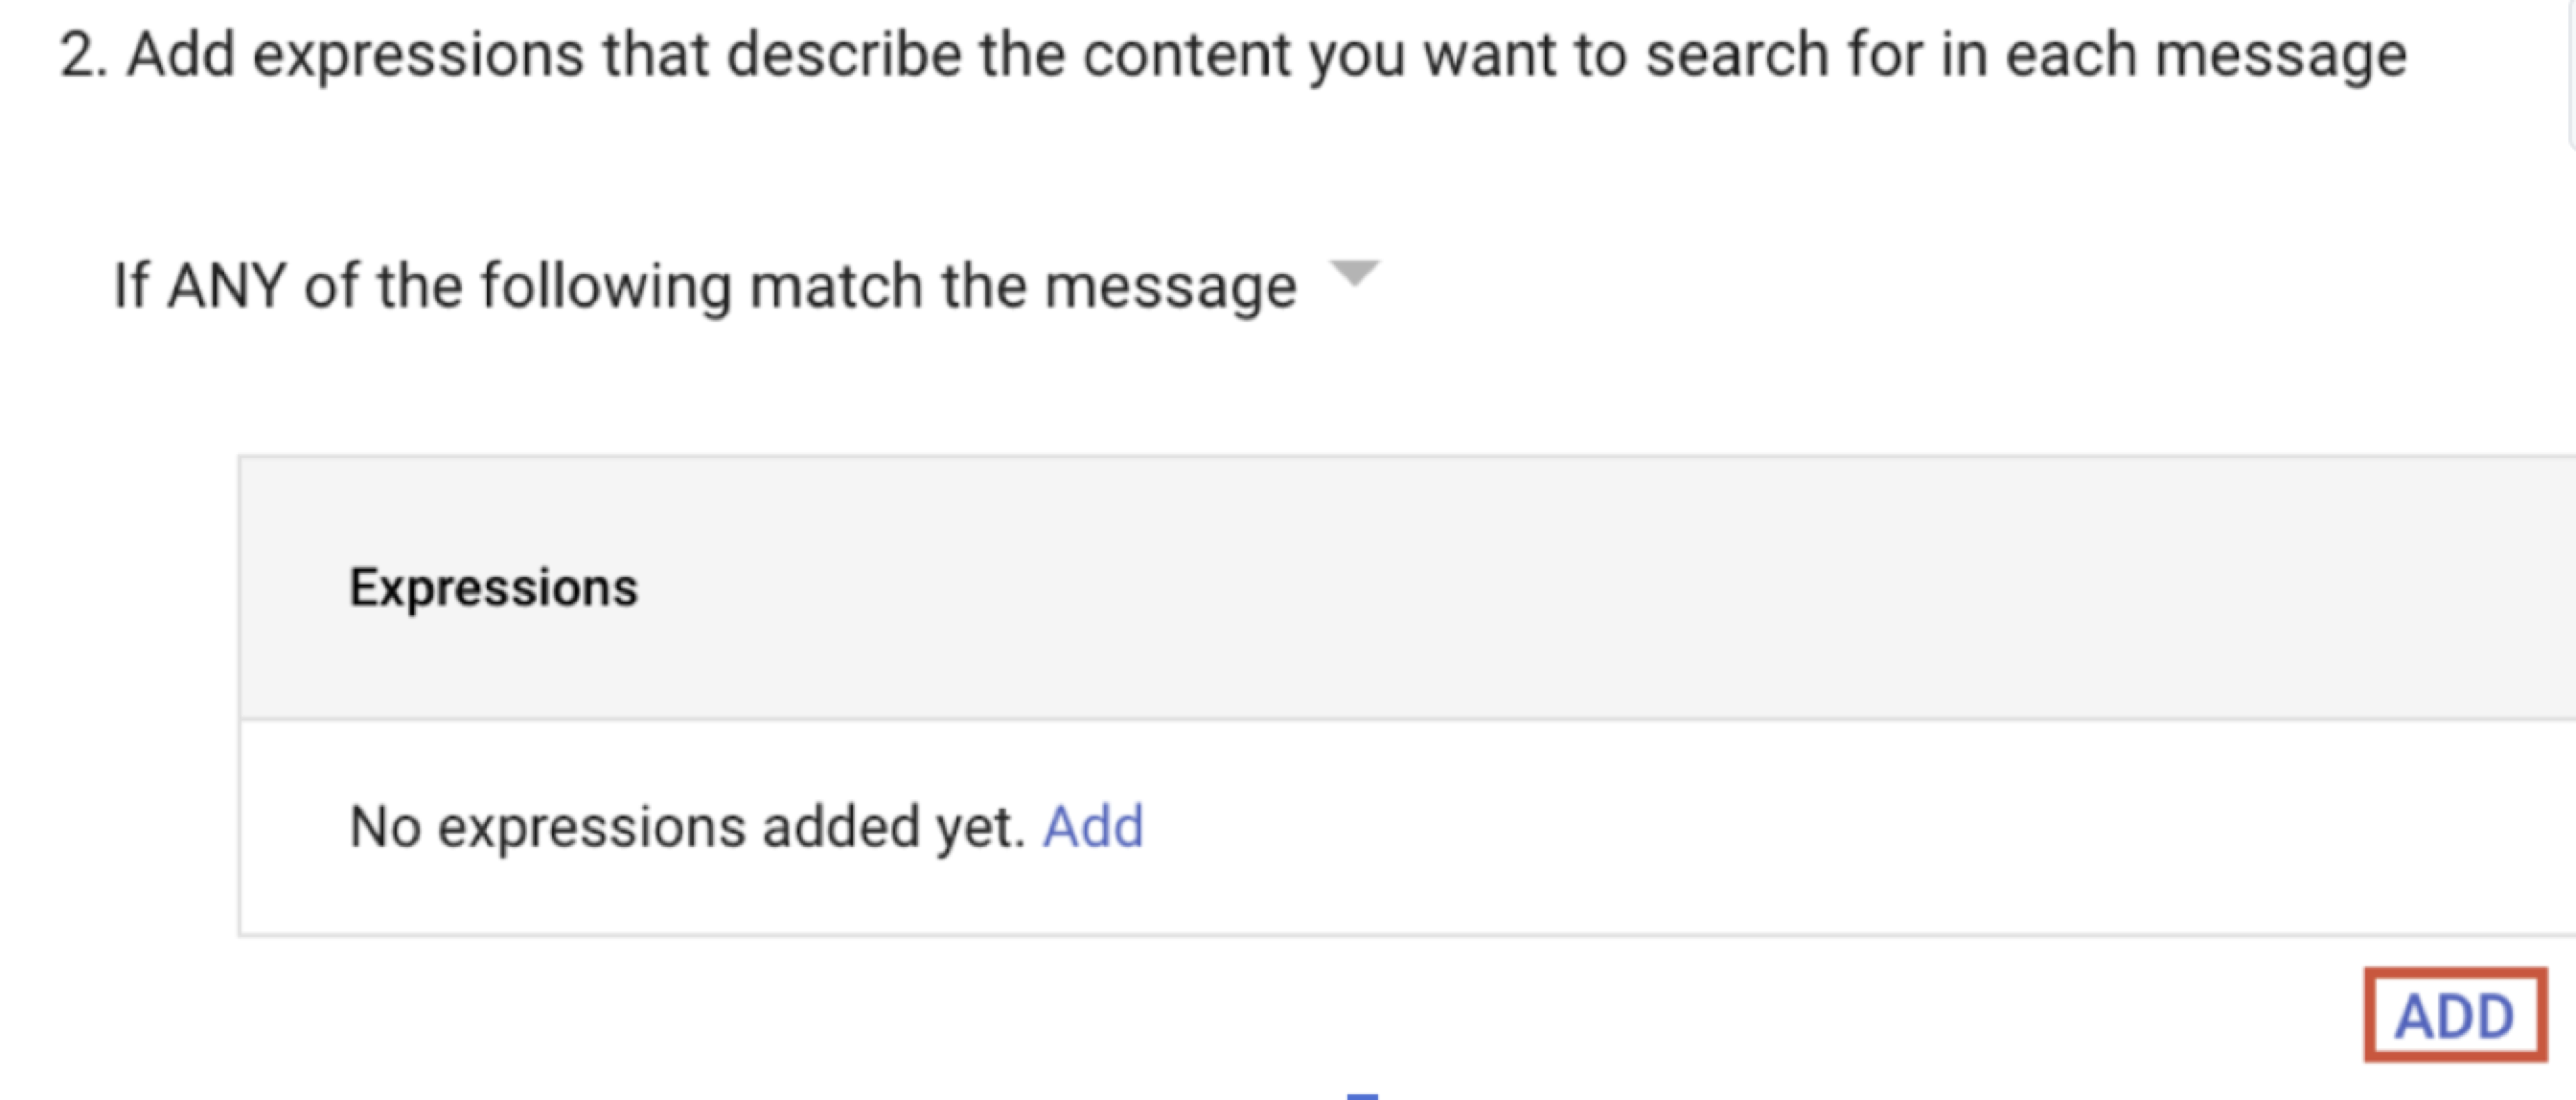 2. Add expressions that describe the content you want to search for in each message
If ANY of the following match the message
Expressions
No expressions added yet. Add
ADD